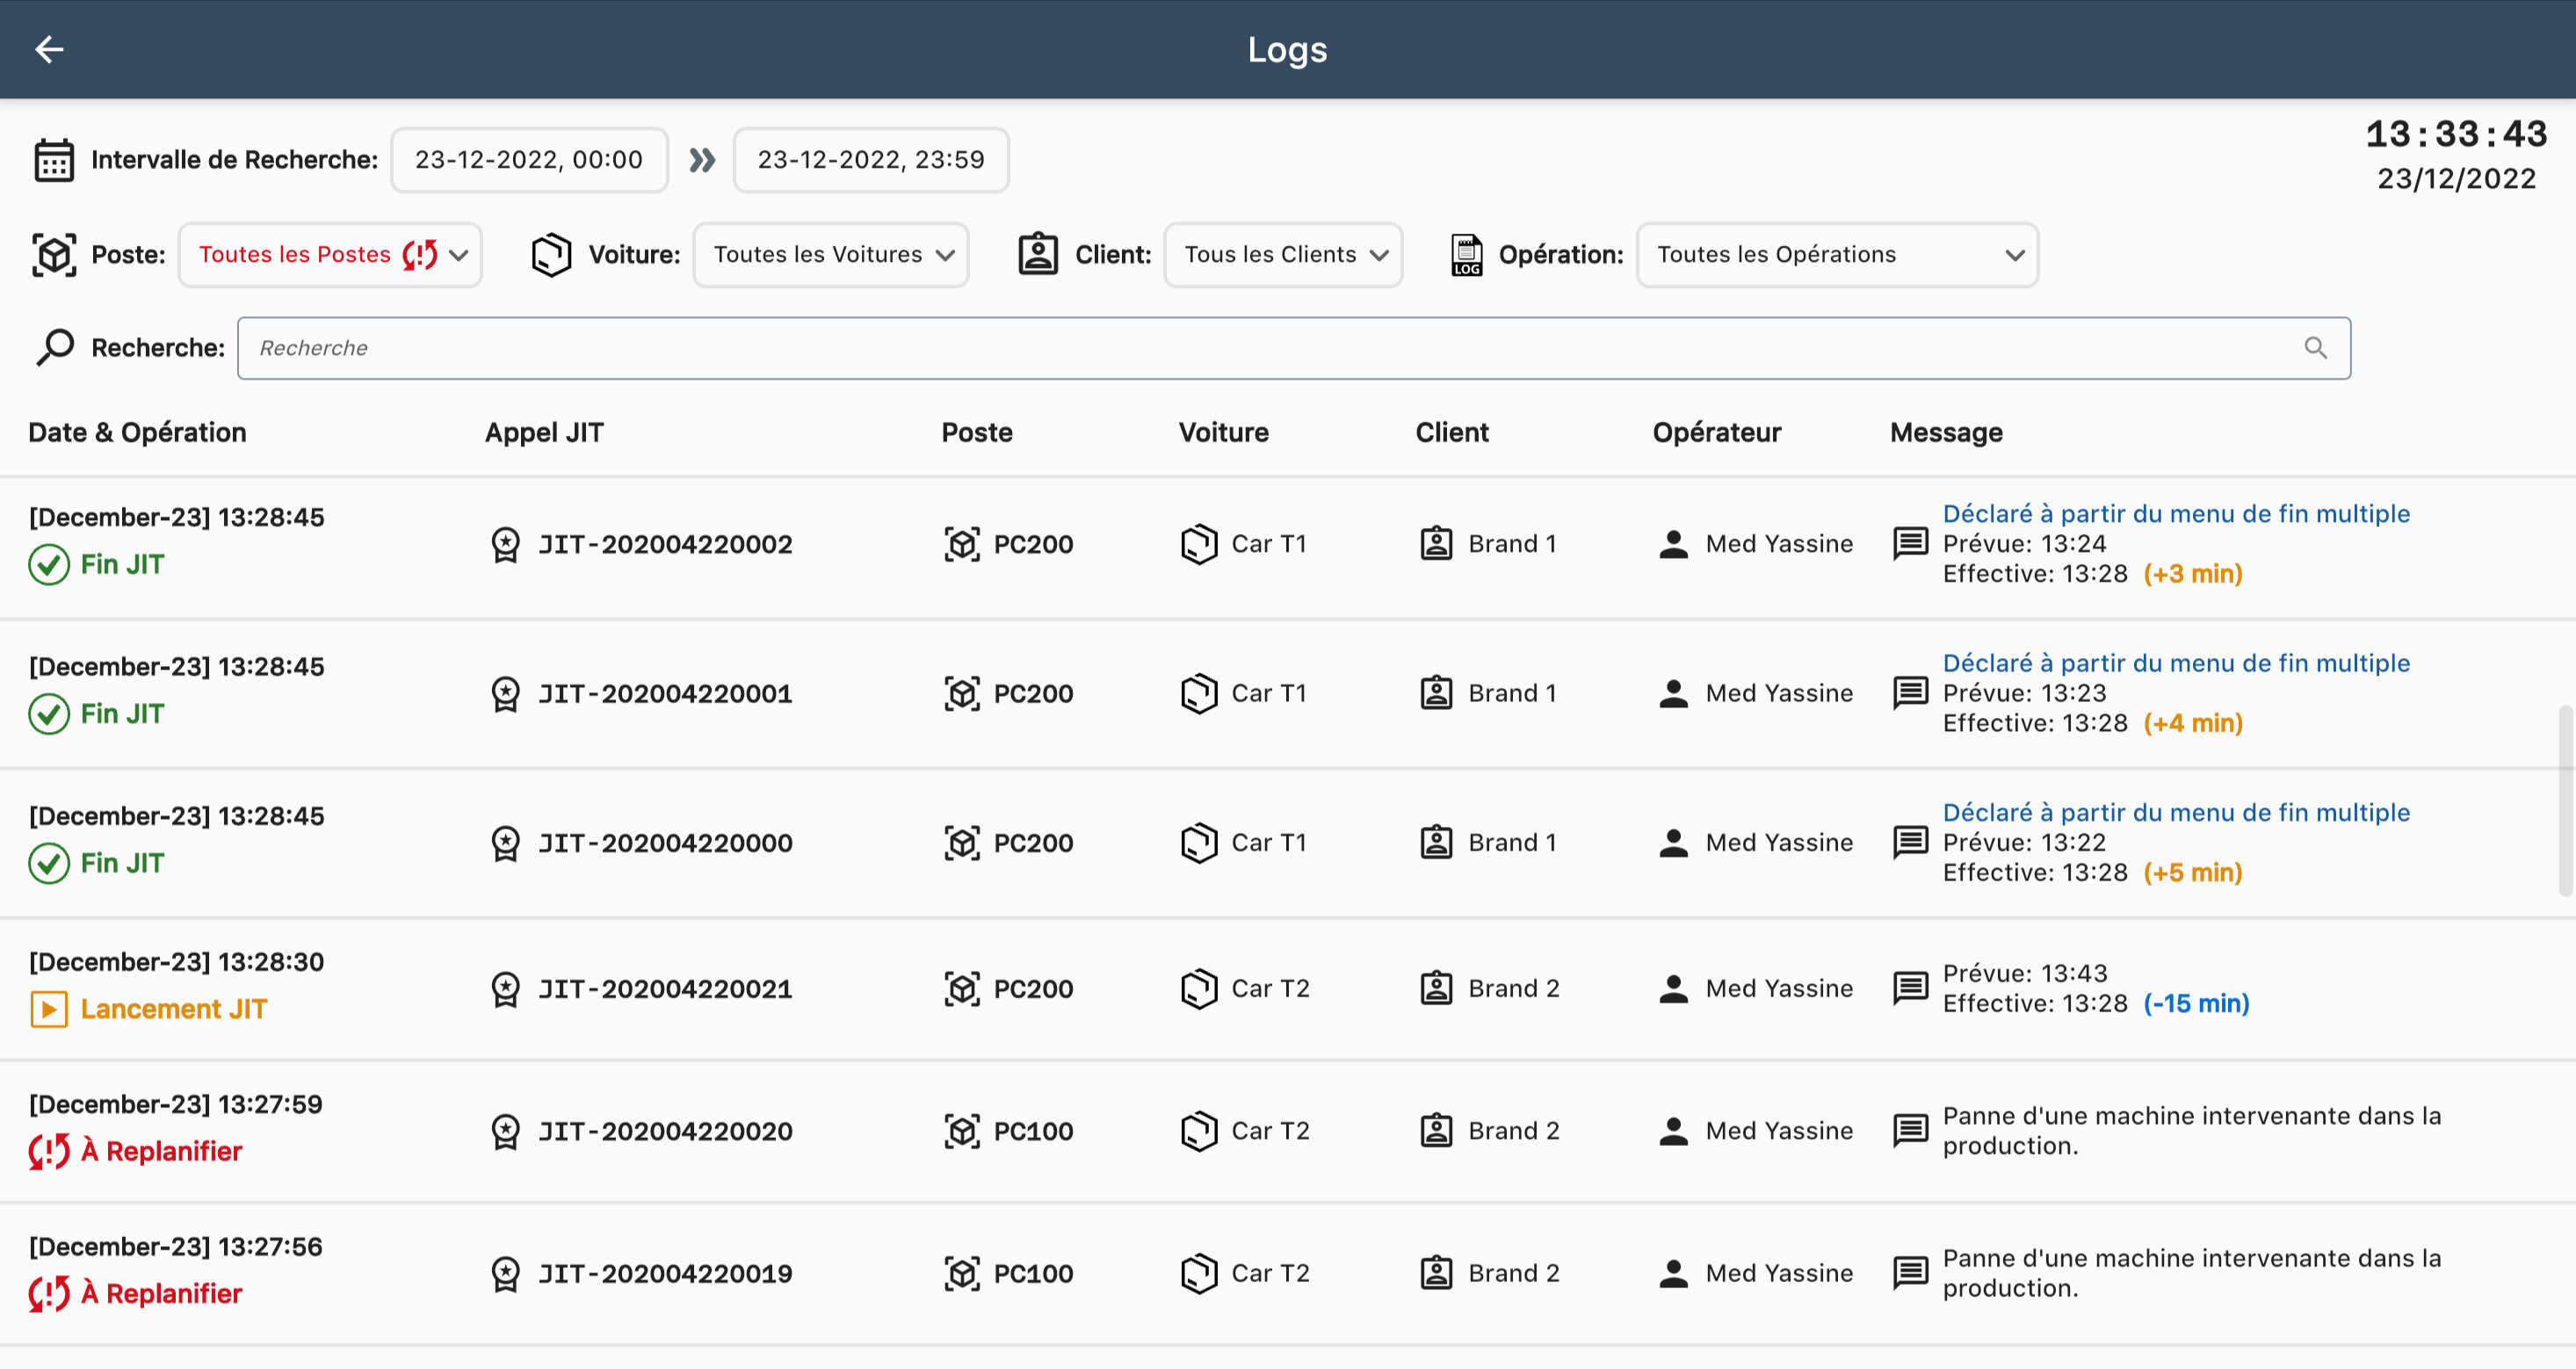 Logs
Intervalle de Recherche: 23-12-2022, 00:00 23-12-2022, 23:59
13:33:43
23/12/2022
Poste: Toutes les Postes Voiture: Toutes les Voitures Client: Tous les Clients LOG Opération: Toutes les Opérations
Recherche: Recherche
Date & Opération Appel JIT Poste Voiture Client Opérateur Message
[December-23] 13:28:45
Fin JIT
JIT-202004220002 PC200 Car T1 Brand 1 Med Yassine
Déclaré à partir du menu de fin multiple
Prévue: 13:24
Effective: 13:28 (+3 min)
[December-23] 13:28:45
Fin JIT
JIT-202004220001 PC200 Car T1 Brand 1 Med Yassine
Déclaré à partir du menu de fin multiple
Prévue: 13:23
Effective: 13:28 (+4 min)
[December-23] 13:28:45
Fin JIT
JIT-202004220000 PC200 Car T1 Brand 1 Med Yassine
Déclaré à partir du menu de fin multiple
Prévue: 13:22
Effective: 13:28 (+5 min)
[December-23] 13:28:30
Lancement JIT
JIT-202004220021 PC200 Car T2 Brand 2 Med Yassine
Prévue: 13:43
Effective: 13:28 (-15 min)
[December-23] 13:27:59
À Replanifier
JIT-202004220020 PC100 Car T2 Brand 2 Med Yassine
Panne d'une machine intervenante dans la
production.
[December-23] 13:27:56
À Replanifier
JIT-202004220019 PC100 Car T2 Brand 2 Med Yassine
Panne d'une machine intervenante dans la
production.